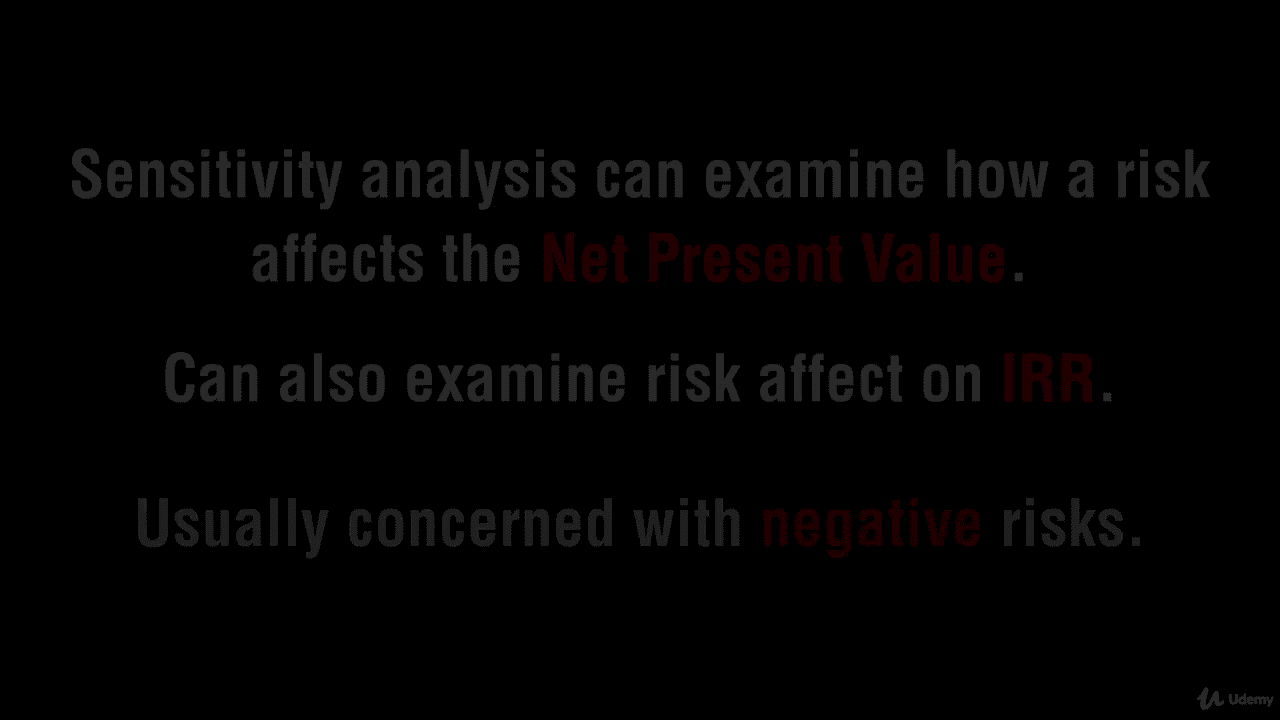 Sensitivity analysis can examine how a risk
affects the Net Present Value.
Can also examine risk affect on IRR.
Usually concerned with negative risks.
Udemy